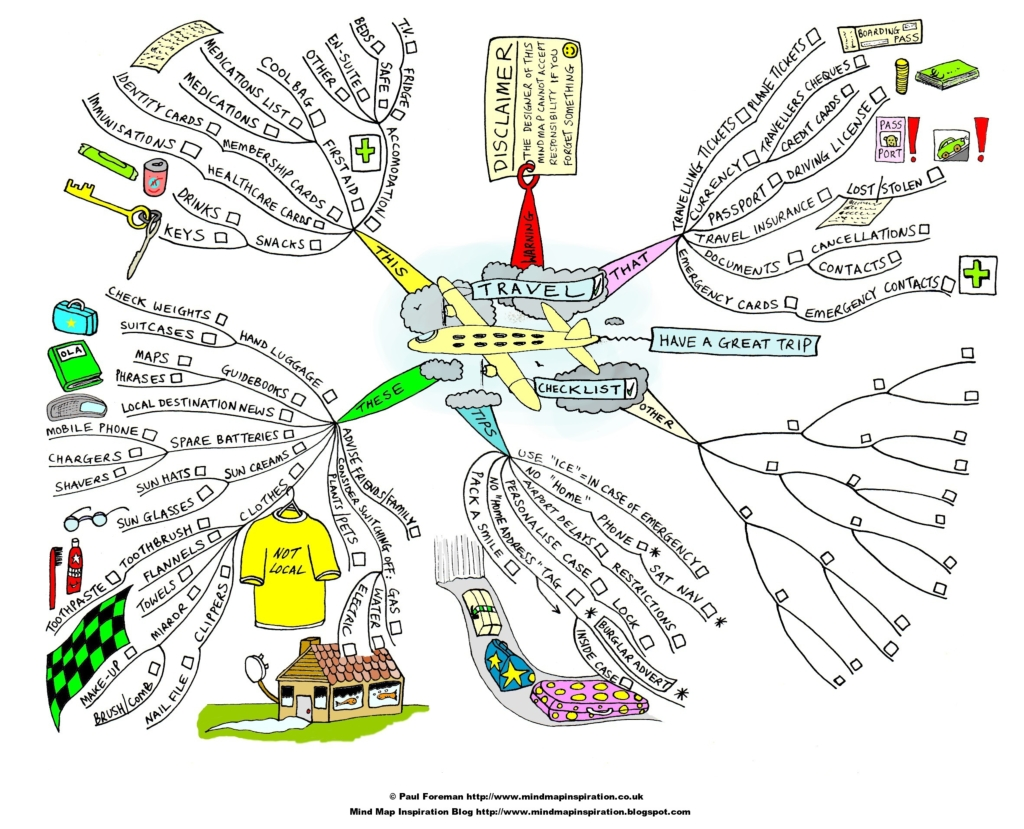 DISCLAIMER
THE DESIGNER OF THIS
MINDMAP CANNOT ACCEPT
RESPONSIBILITY IF YOU
FORGET SOMETHING
WARNING
TRAVEL
CHECKLIST
HAVE A GREAT TRIP
THIS
ACCOMODATION
T.V.
FRIDGE
BEDS
SAFE
EN-SUITE
OTHER
FIRST AID
COOL BAG
MEDICATIONS LIST
MEDICATIONS
MEMBERSHIP CARDS
IDENTITY CARDS
HEALTHCARE CARDS
IMMUNISATIONS
SNACKS
DRINKS
KEYS
THAT
TRAVELLING TICKETS
PLANE TICKETS
BOARDING
PASS
CURRENCY
TRAVELLERS CHEQUES
CREDIT CARDS
PASSPORT
DRIVING LICENSE
PASS
PORT
!
!
TRAVEL INSURANCE
LOST/STOLEN
DOCUMENTS
CANCELLATIONS
CONTACTS
EMERGENCY CARDS
EMERGENCY CONTACTS
THESE
HAND LUGGAGE
CHECK WEIGHTS
SUITCASES
GUIDEBOOKS
MAPS
PHRASES
OLA
LOCAL DESTINATION NEWS
SPARE BATTERIES
MOBILE PHONE
CHARGERS
SHAVERS
SUN CREAMS
SUN HATS
SUN GLASSES
CLOTHES
NOT
LOCAL
TOOTHBRUSH
TOOTHPASTE
FLANNELS
TOWELS
MIRROR
MAKE-UP
BRUSH/COMB
CLIPPERS
NAIL FILE
ADVISE FRIENDS/FAMILY
CONSIDER SWITCHING OFF:
GAS
WATER
ELECTRIC
PLANTS/PETS
TIPS
USE "ICE"=IN CASE OF EMERGENCY
NO "HOME"
PHONE *
SAT NAV *
AIRPORT DELAYS
RESTRICTIONS
PERSONALISE CASE
LOCK
NO "HOME ADDRESS" TAG *
BURGLAR ADVERT *
INSIDE CASE
PACK A SMILE
OTHER
© Paul Foreman http://www.mindmapinspiration.co.uk
Mind Map Inspiration Blog http://www.mindmapinspiration.blogspot.com